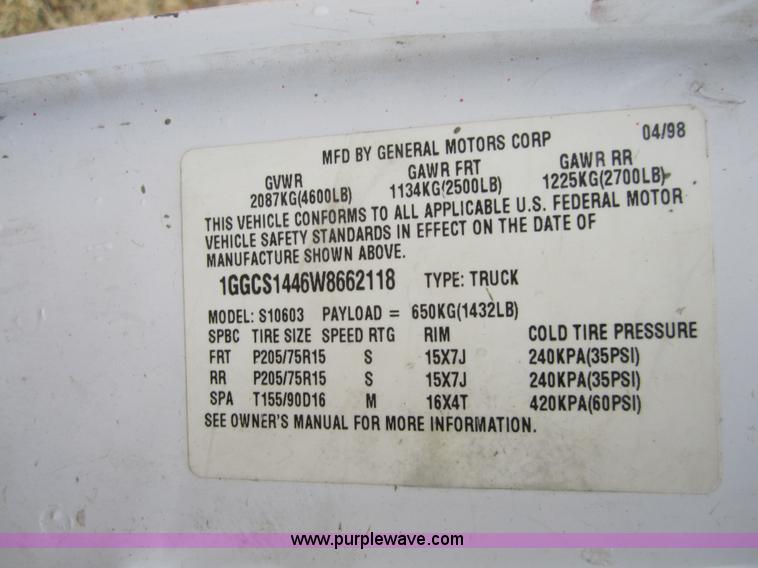 MFD BY GENERAL MOTORS CORP 04/98
GVWR GAWR FRT GAWR RR
2087KG(4600LB) 1134KG(2500LB) 1225KG(2700LB)
THIS VEHICLE CONFORMS TO ALL APPLICABLE U.S. FEDERAL MOTOR
VEHICLE SAFETY STANDARDS IN EFFECT ON THE DATE OF
MANUFACTURE SHOWN ABOVE.
1GGCS1446W8662118 TYPE: TRUCK
MODEL: S10603 PAYLOAD = 650KG(1432LB)
SPBC TIRE SIZE SPEED RTG RIM COLD TIRE PRESSURE
FRT P205/75R15 S 15X7J 240KPA(35PSI)
RR P205/75R15 S 15X7J 240KPA(35PSI)
SPA T155/90D16 M 16X4T 420KPA(60PSI)
SEE OWNER'S MANUAL FOR MORE INFORMATION.
www.purplewave.com